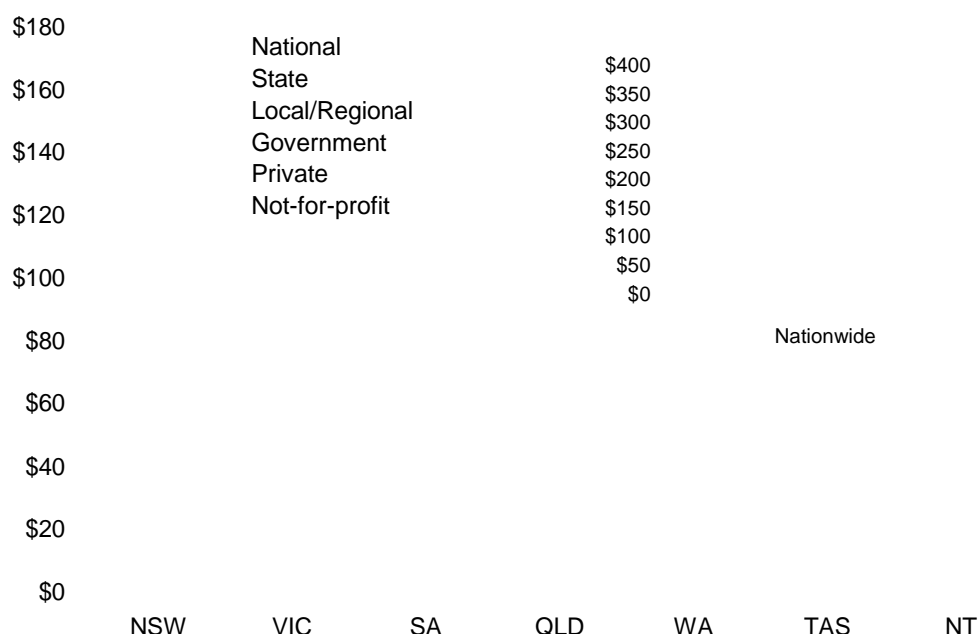 $180
$160
$140
$120
$100
$80
$60
$40
$20
$0
National
State
Local/Regional
Government
Private
Not-for-profit
$400
$350
$300
$250
$200
$150
$100
$50
$0
Nationwide
NSW VIC SA QLD WA TAS NT